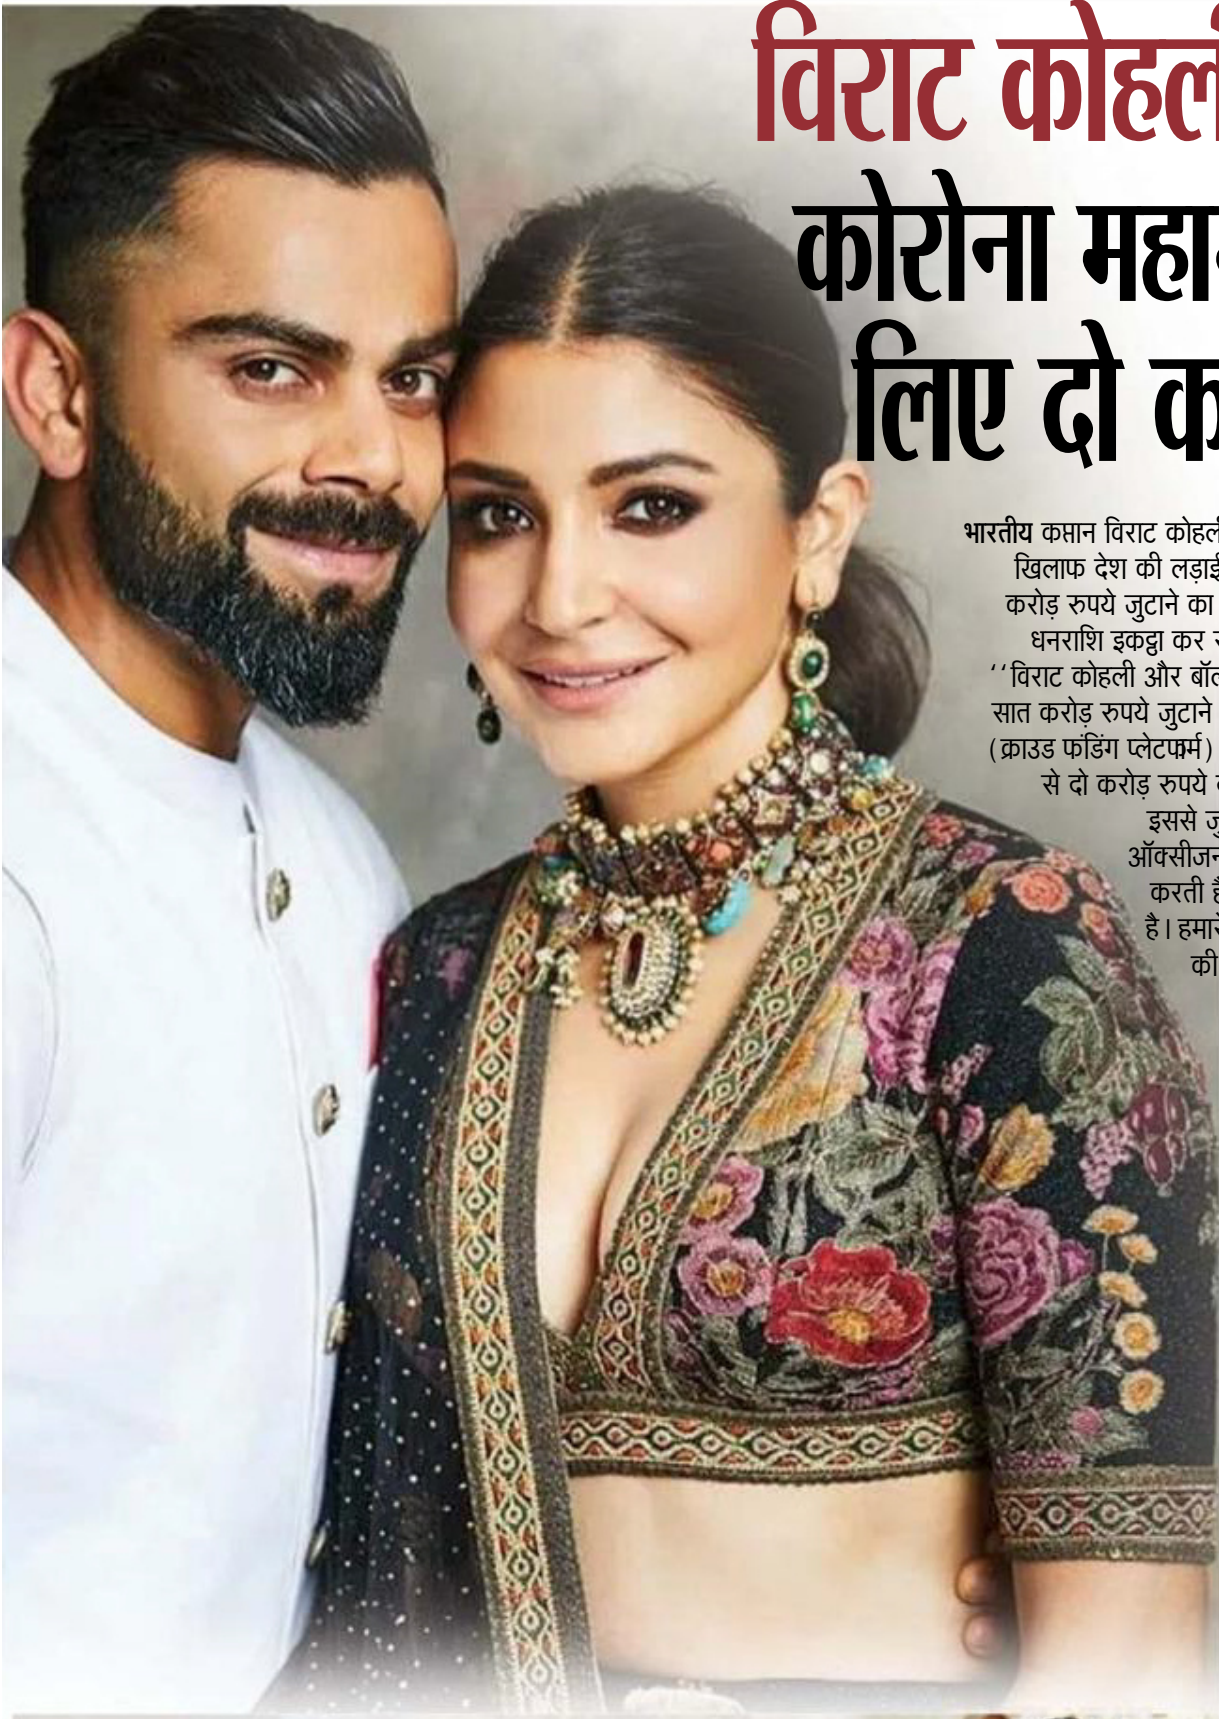 विराट कोहली
कोरोना महा
लिए दो क
भारतीय कप्तान विराट कोहली
खिलाफ देश की लड़ाई
करोड़ रुपये जुटाने का
धनराशि इकट्ठा कर
‘‘विराट कोहली और बॉल
सात करोड़ रुपये जुटाने
(क्राउड फंडिंग प्लेटफार्म)
से दो करोड़ रुपये
इससे जु
ऑक्सीजन
करती है
है। हमारे
की